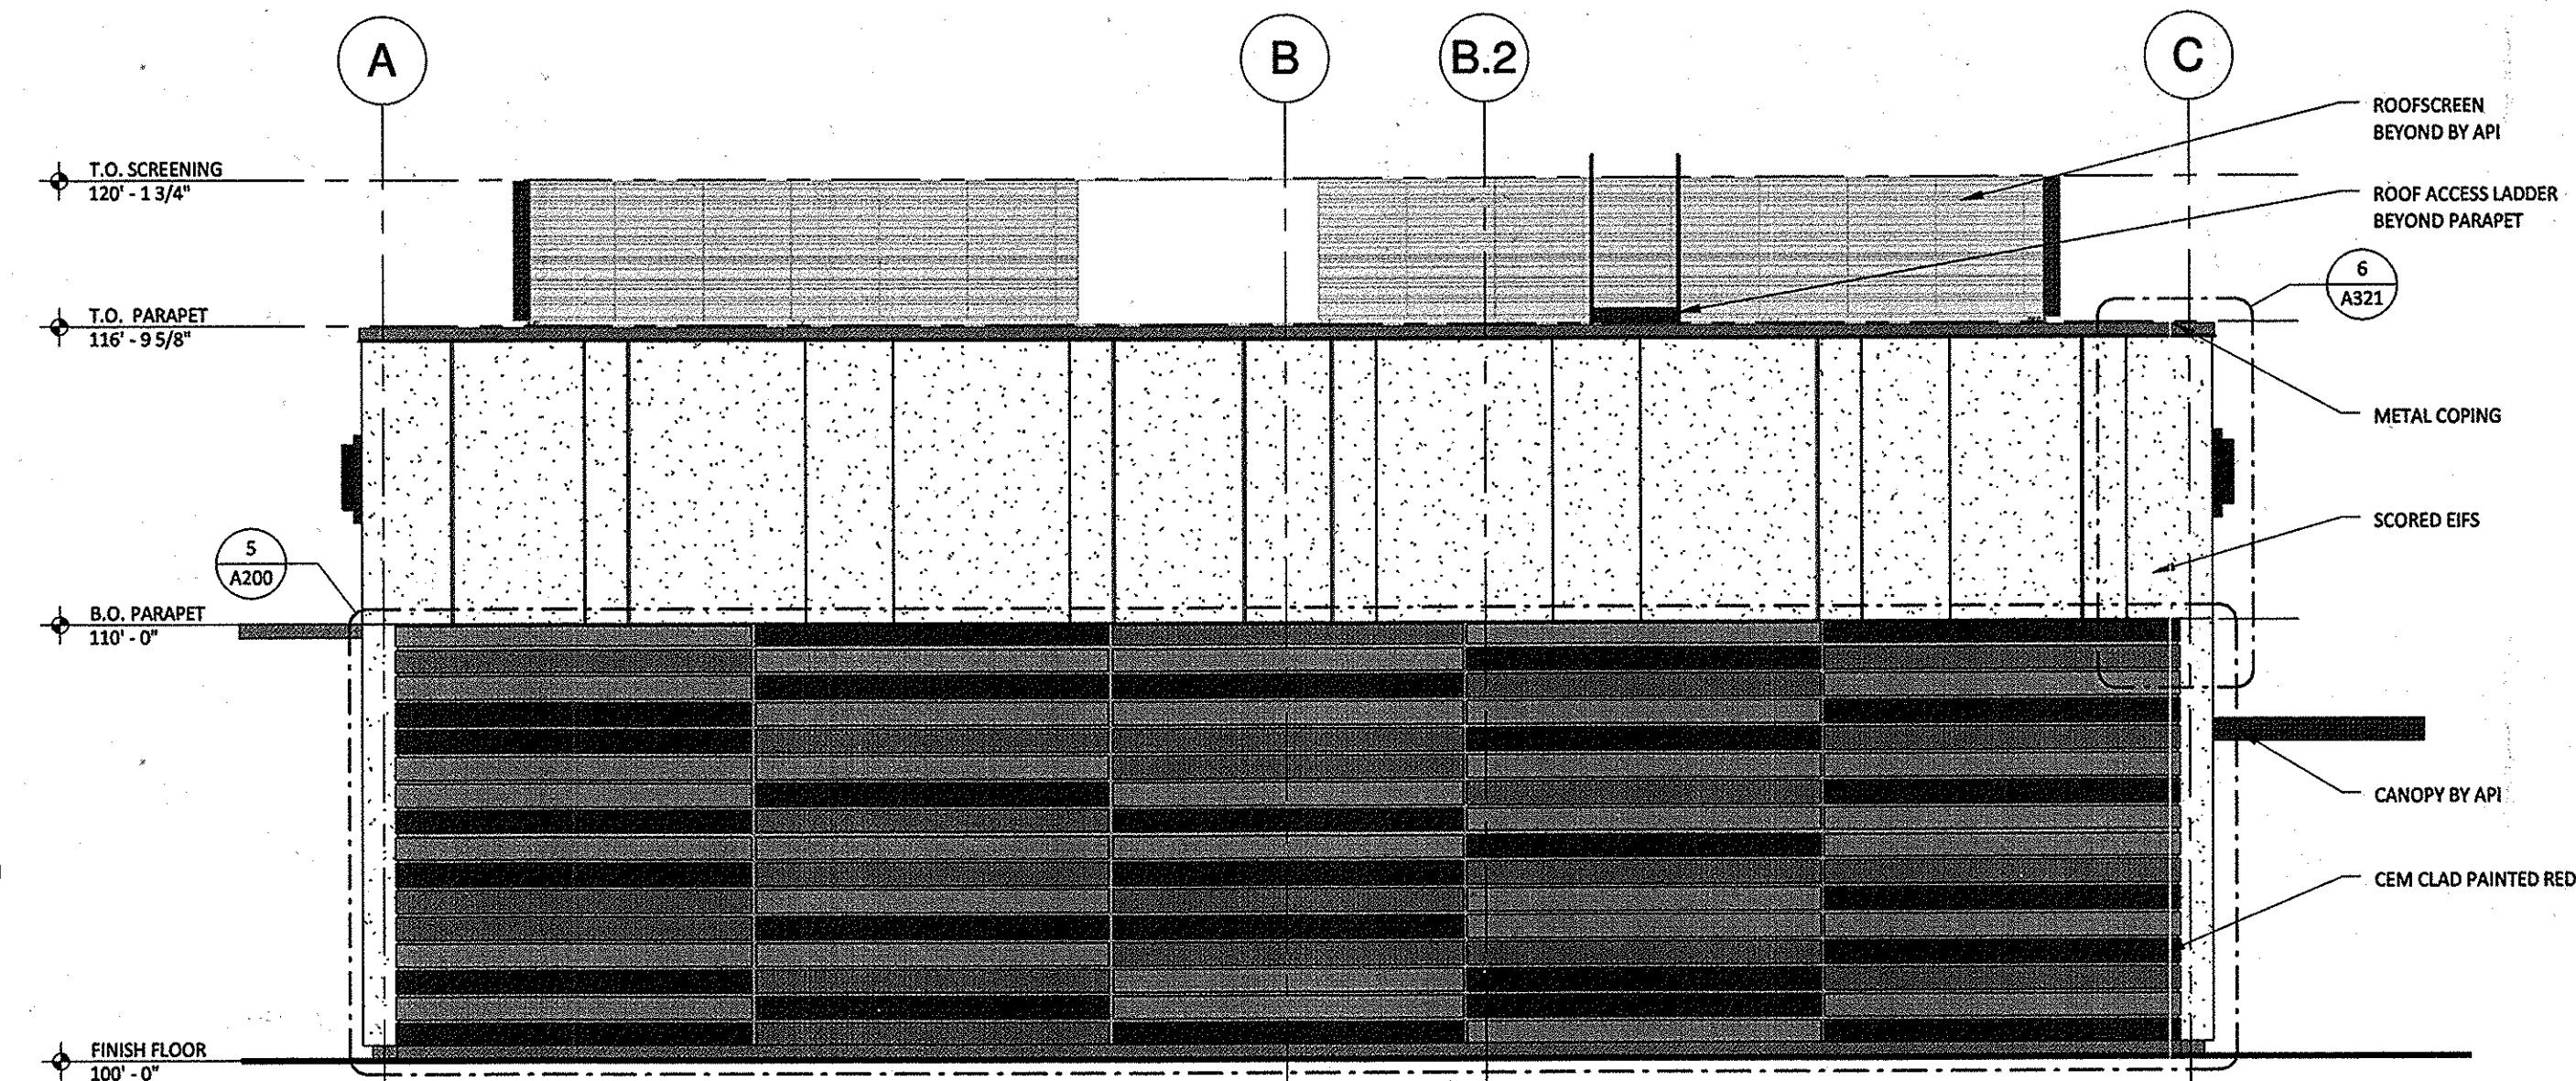 A
B
B.2
C
ROOFSCREEN
BEYOND BY API
T.O. SCREENING
120' - 1 3/4"
ROOF ACCESS LADDER
BEYOND PARAPET
6
A321
T.O. PARAPET
116' - 9 5/8"
METAL COPING
SCORED EIFS
5
A200
B.O. PARAPET
110' - 0"
CANOPY BY API
CEM CLAD PAINTED RED
FINISH FLOOR
100' - 0"